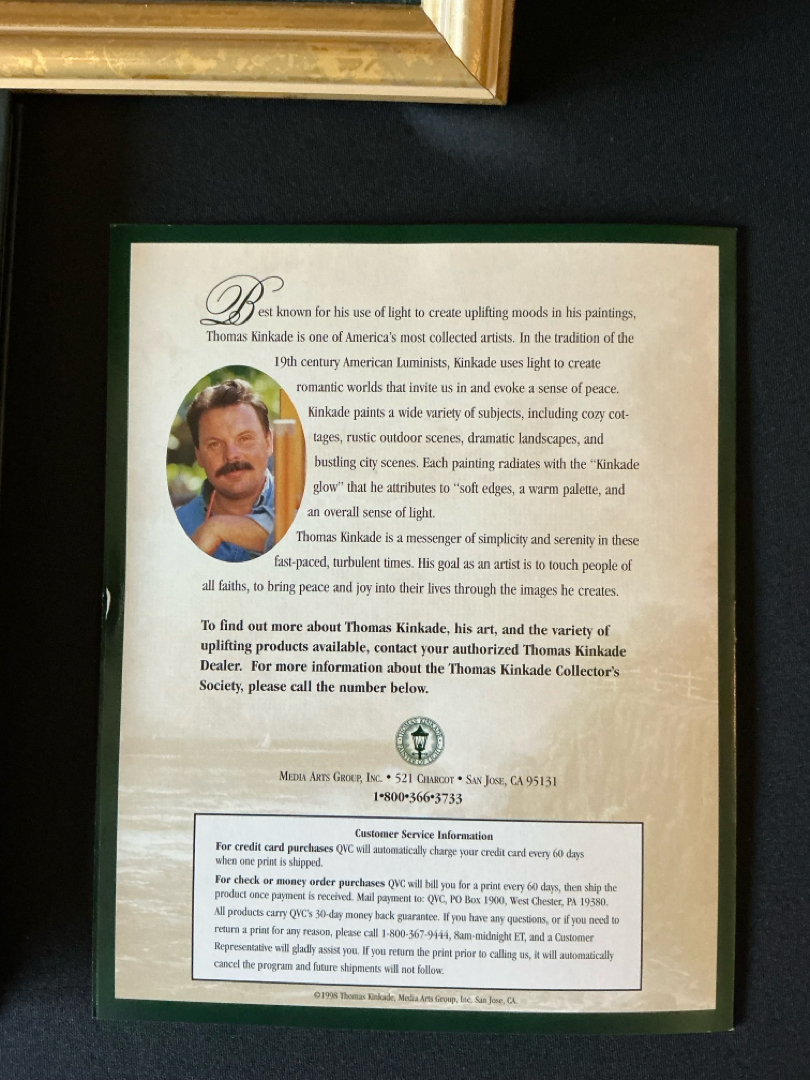 Best known for his use of light to create uplifting moods in his paintings,
Thomas Kinkade is one of America's most collected artists. In the tradition of the
19th century American Luminists, Kinkade uses light to create
romantic worlds that invite us in and evoke a sense of peace.
Kinkade paints a wide variety of subjects, including cozy cot-
tages, rustic outdoor scenes, dramatic landscapes, and
bustling city scenes. Each painting radiates with the "Kinkade
glow" that he attributes to "soft edges, a warm palette, and
an overall sense of light.
Thomas Kinkade is a messenger of simplicity and serenity in these
fast-paced, turbulent times. His goal as an artist is to touch people of
all faiths, to bring peace and joy into their lives through the images he creates.
To find out more about Thomas Kinkade, his art, and the variety of
uplifting products available, contact your authorized Thomas Kinkade
Dealer. For more information about the Thomas Kinkade Collector's
Society, please call the number below.
THOMAS KINKADE
PAINTER OF LIGHT
Media Arts Group, Inc. • 521 Charcot • San Jose, CA 95131
1•800•366•3733
Customer Service Information
For credit card purchases QVC will automatically charge your credit card every 60 days
when one print is shipped.
For check or money order purchases QVC will bill you for a print every 60 days, then ship the
product once payment is received. Mail payment to: QVC, PO Box 1900, West Chester, PA 19380.
All products carry QVC's 30-day money back guarantee. If you have any questions, or if you need to
return a print for any reason, please call 1-800-367-9444, 8am-midnight ET, and a Customer
Representative will gladly assist you. If you return the print prior to calling us, it will automatically
cancel the program and future shipments will not follow.
©1998 Thomas Kinkade, Media Arts Group, Inc. San Jose, CA.